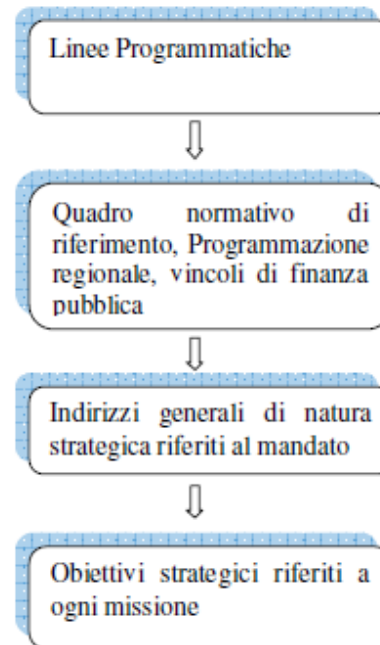 Linee Programmatiche
Quadro normativo di
riferimento, Programmazione
regionale, vincoli di finanza
pubblica
Indirizzi generali di natura
strategica riferiti al mandato
Obiettivi strategici riferiti a
ogni missione